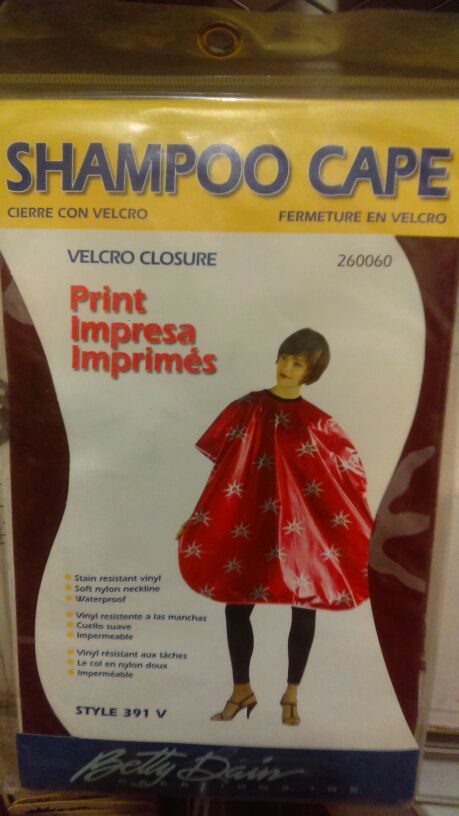 SHAMPOO CAPE
CIERRE CON VELCRO
FERMETURE EN VELCRO
VELCRO CLOSURE
260060
Print
Impresa
Imprimés
Stain resistant vinyl
Soft nylon neckline
Waterproof
Vinyl resistente a las manchas
Cuello suave
Impermeable
Vinyl résistant aux tâches
Le col en nylon doux
Imperméable
STYLE 391 V
Betty Dain